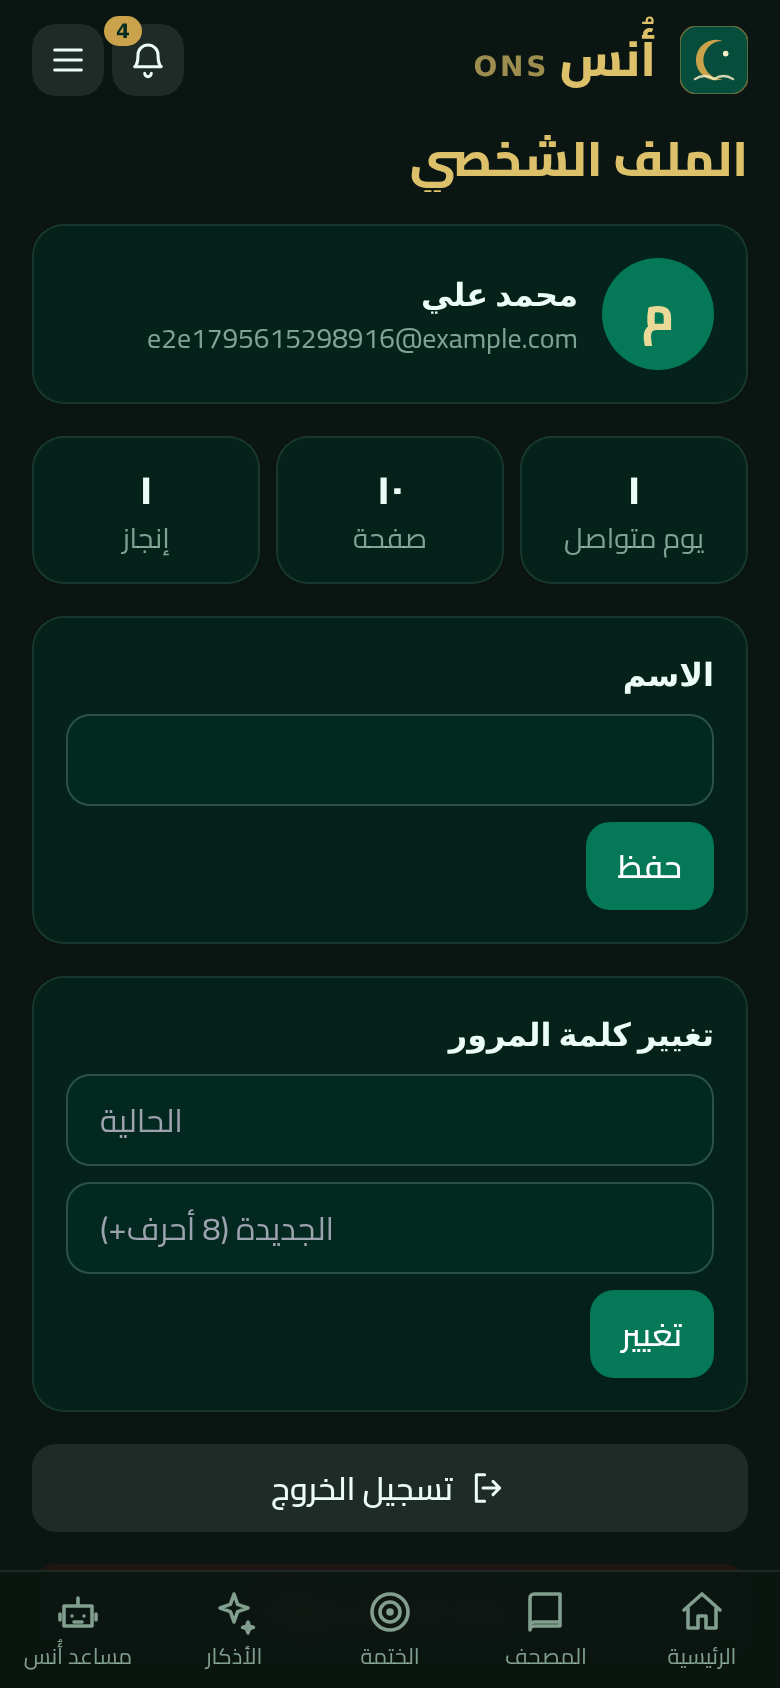 أُنس ONS
4
الملف الشخصي
م
محمد علي
e2e1795615298916@example.com
١
يوم متواصل
١٠
صفحة
١
إنجاز
الاسم
حفظ
تغيير كلمة المرور
الحالية
الجديدة (8 أحرف+)
تغيير
تسجيل الخروج
الرئيسية
المصحف
الختمة
الأذكار
مساعد أُنس